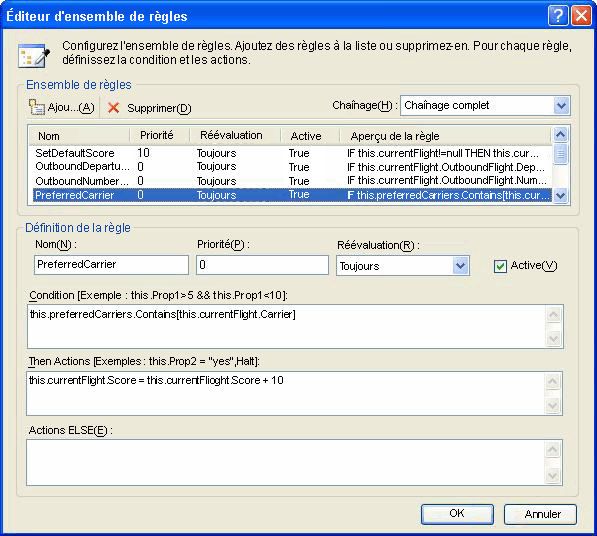 Éditeur d'ensemble de règles
Configurez l'ensemble de règles. Ajoutez des règles à la liste ou supprimez-en. Pour chaque règle,
définissez la condition et les actions.
Ensemble de règles
Ajou...(A) Supprimer(D) Chaînage(H) : Chaînage complet
Nom Priorité Réévaluation Active Aperçu de la règle
SetDefaultScore 10 Toujours True IF this.currentFlight!=null THEN this.cur...
OutboundDepartu... 0 Toujours True IF this.currentFlight.OutboundFlight.Dep...
OutboundNumber... 0 Toujours True IF this.currentFlight.OutboundFlight.Num...
PreferredCarrier 0 Toujours True IF this.preferredCarriers.Contains[this.cur...
Définition de la règle
Nom(N) : Priorité(P) : Réévaluation(R) :
PreferredCarrier 0 Toujours Active(V)
Condition [Exemple : this.Prop1>5 && this.Prop1<10]:
this.preferredCarriers.Contains[this.currentFlight.Carrier]
Then Actions [Exemples : this.Prop2 = "yes",Halt]:
this.currentFlight.Score = this.currentFlioght.Score + 10
Actions ELSE(E) :
OK Annuler